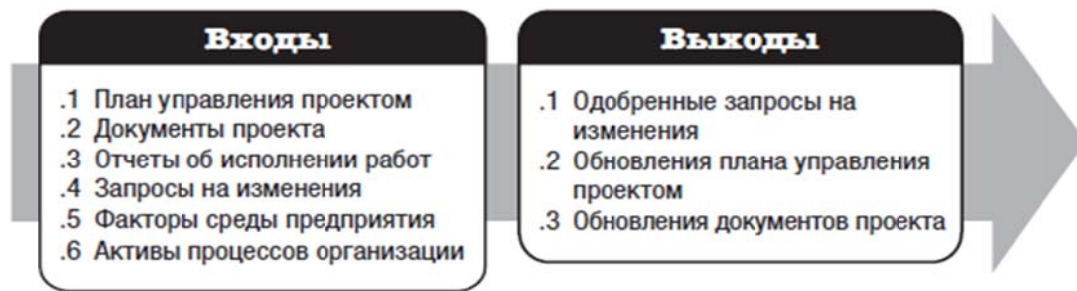 Входы
.1 План управления проектом
.2 Документы проекта
.3 Отчеты об исполнении работ
.4 Запросы на изменения
.5 Факторы среды предприятия
.6 Активы процессов организации
Выходы
.1 Одобренные запросы на
изменения
.2 Обновления плана управления
проектом
.3 Обновления документов проекта